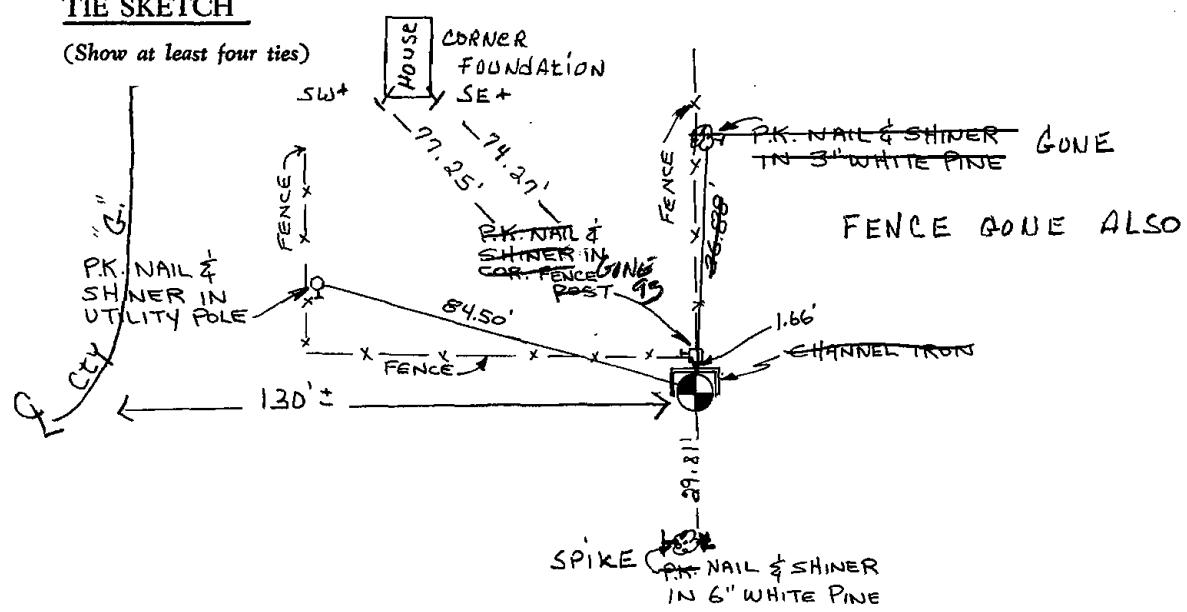 TIE SKETCH
(Show at least four ties)
HOUSE
CORNER
FOUNDATION
SW+
SE+
77.25'
74.27'
FENCE
FENCE
P.K. NAIL & SHINER
IN 3" WHITE PINE
GONE
FENCE GONE ALSO
CTY "G."
P.K. NAIL &
SHINER IN
UTILITY POLE
P.K. NAIL &
SHINER IN
COR. FENCE GONE
POST 93
84.50'
1.66'
CHANNEL IRON
FENCE
130' ±
29.81'
SPIKE
P.K. NAIL & SHINER
IN 6" WHITE PINE